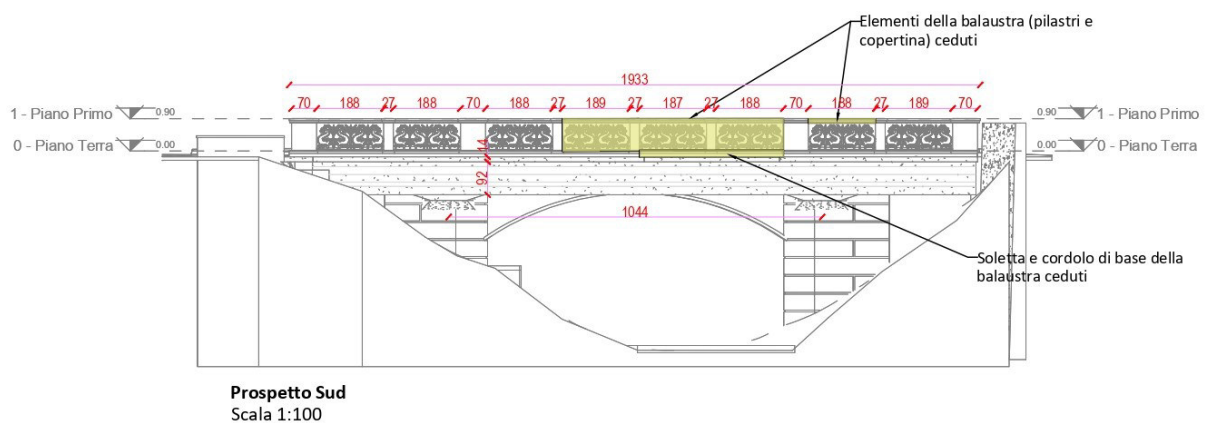 Elementi della balaustra (pilastri e
copertina) ceduti
1933
70 188 27 188 70 188 27 189 27 187 27 188 70 188 27 189 70
1 - Piano Primo 0.90
0.90 1 - Piano Primo
0 - Piano Terra 0.00
0.00 0 - Piano Terra
14
92
1044
Soletta e cordolo di base della
balaustra ceduti
Prospetto Sud
Scala 1:100